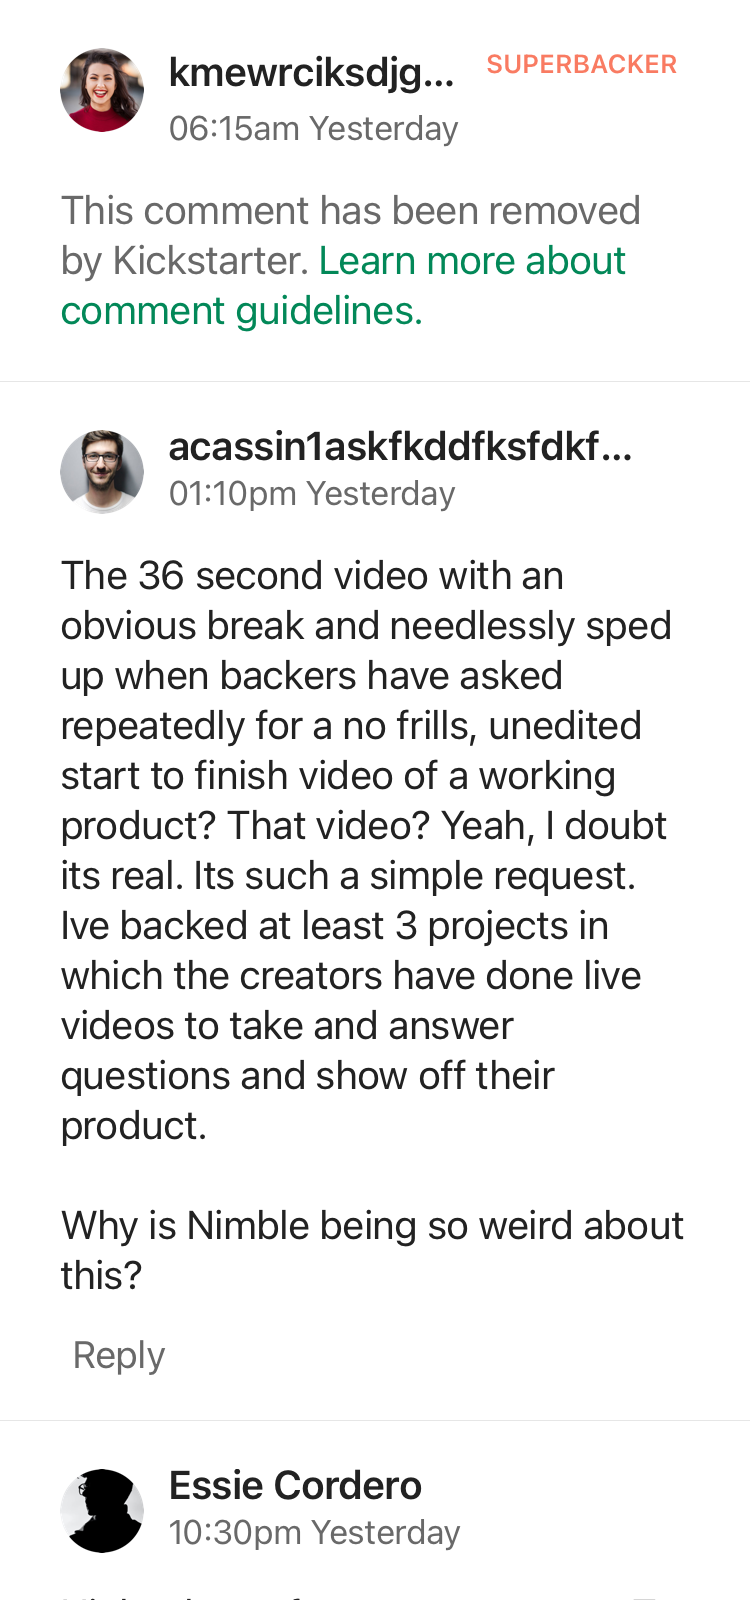 kmewrciksdjg... SUPERBACKER
06:15am Yesterday
This comment has been removed
by Kickstarter. Learn more about
comment guidelines.
acassin1askfkddfksfdkf...
01:10pm Yesterday
The 36 second video with an
obvious break and needlessly sped
up when backers have asked
repeatedly for a no frills, unedited
start to finish video of a working
product? That video? Yeah, I doubt
its real. Its such a simple request.
Ive backed at least 3 projects in
which the creators have done live
videos to take and answer
questions and show off their
product.
Why is Nimble being so weird about
this?
Reply
Essie Cordero
10:30pm Yesterday